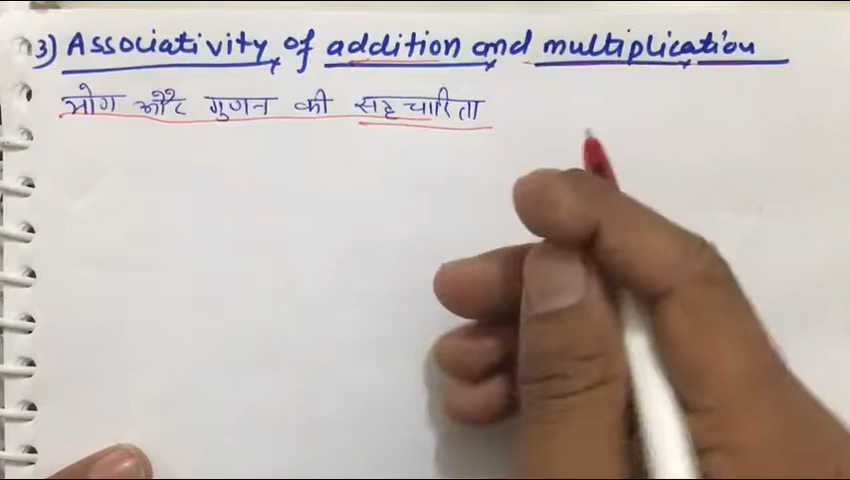 3) Associativity of addition and multiplication
योग और गुणन की सहचारिता